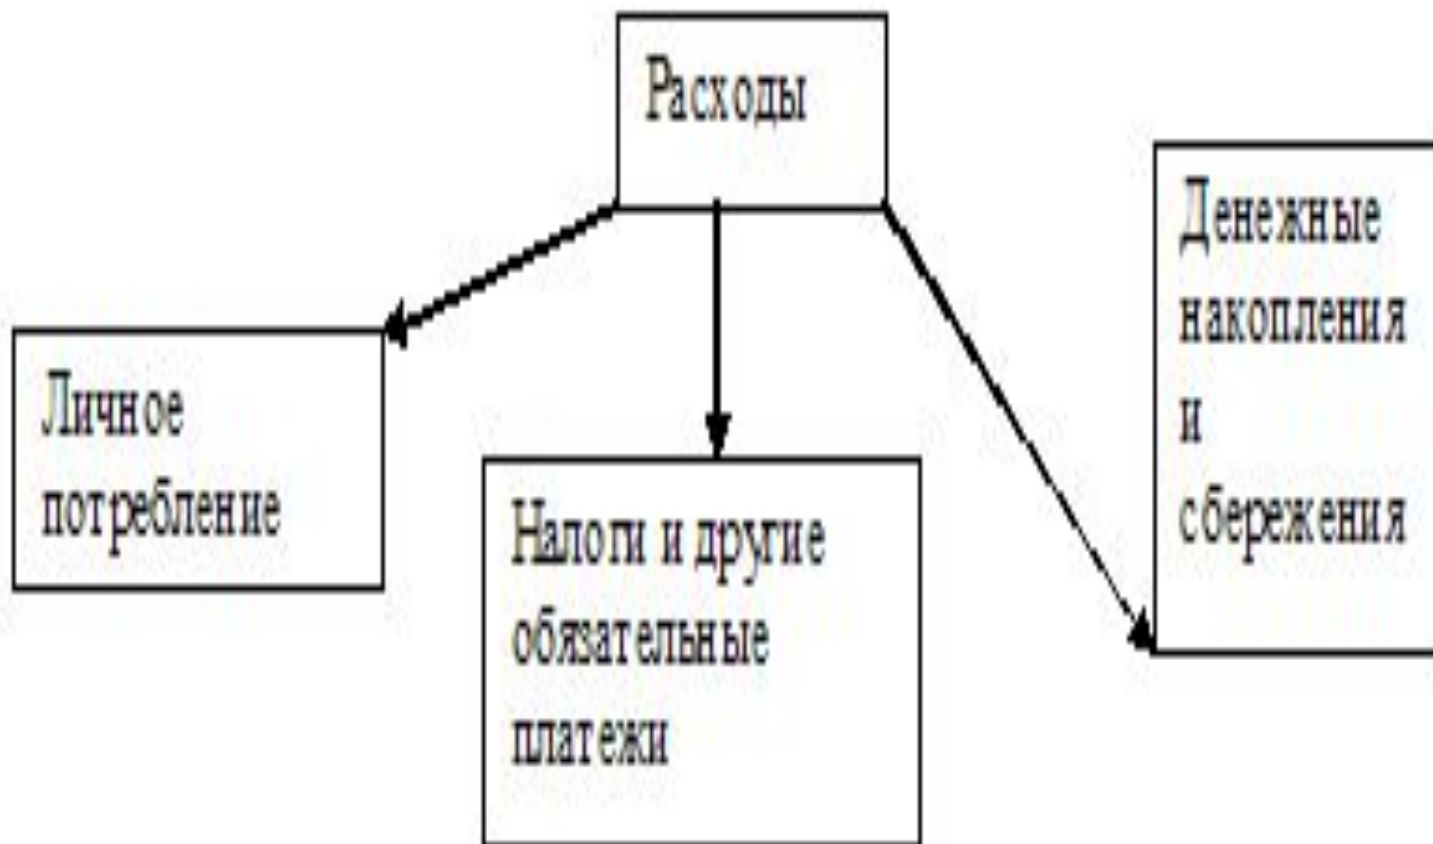 Расходы
Личное
потребление
Налоги и другие
обязательные
платежи
Денежные
накопления
и
сбережения